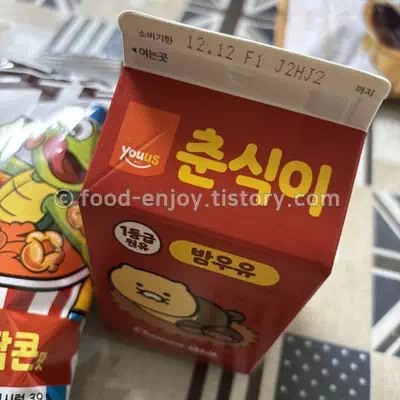 소비기한 12.12 F1 J2HJ2 까지
◀여는곳
youus
춘식이
1등급
원유
밤우유
© food-enjoy.tistory.com
콘